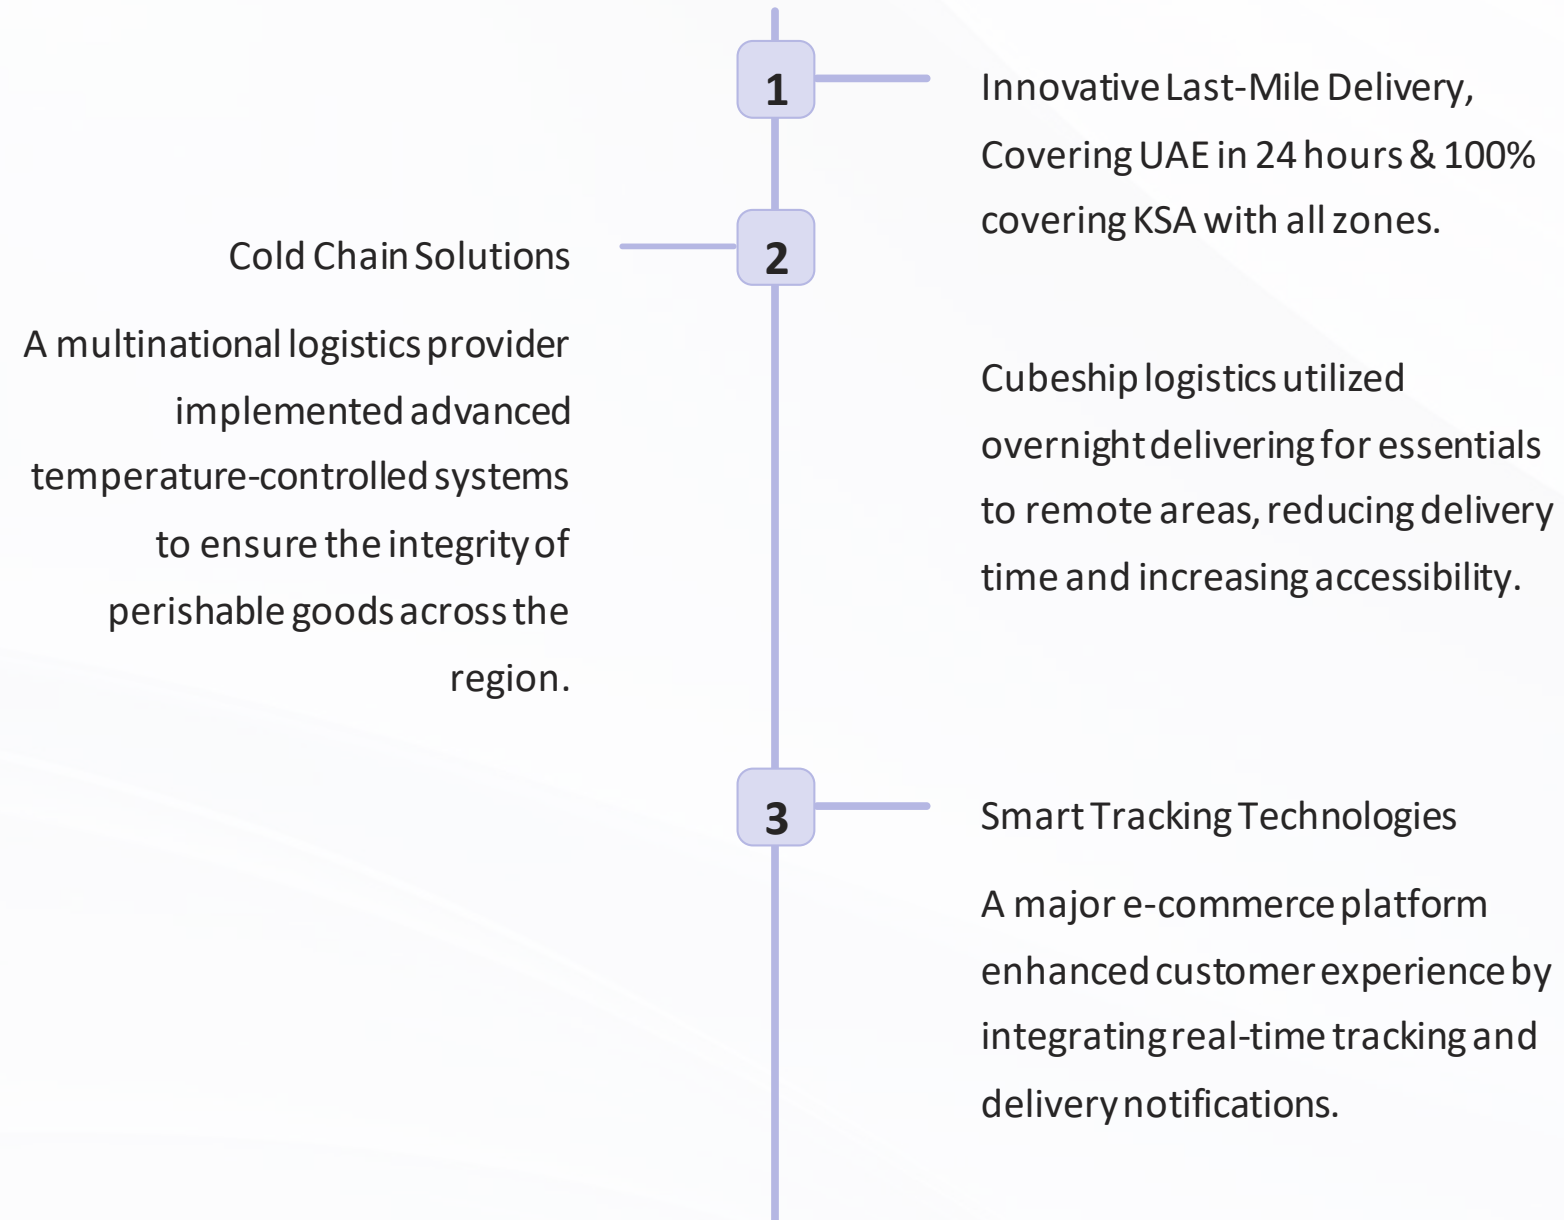 1
Innovative Last-Mile Delivery,
Covering UAE in 24 hours & 100%
covering KSA with all zones.
Cubeship logistics utilized
overnight delivering for essentials
to remote areas, reducing delivery
time and increasing accessibility.
2
Cold Chain Solutions
A multinational logistics provider
implemented advanced
temperature-controlled systems
to ensure the integrity of
perishable goods across the
region.
3
Smart Tracking Technologies
A major e-commerce platform
enhanced customer experience by
integrating real-time tracking and
delivery notifications.